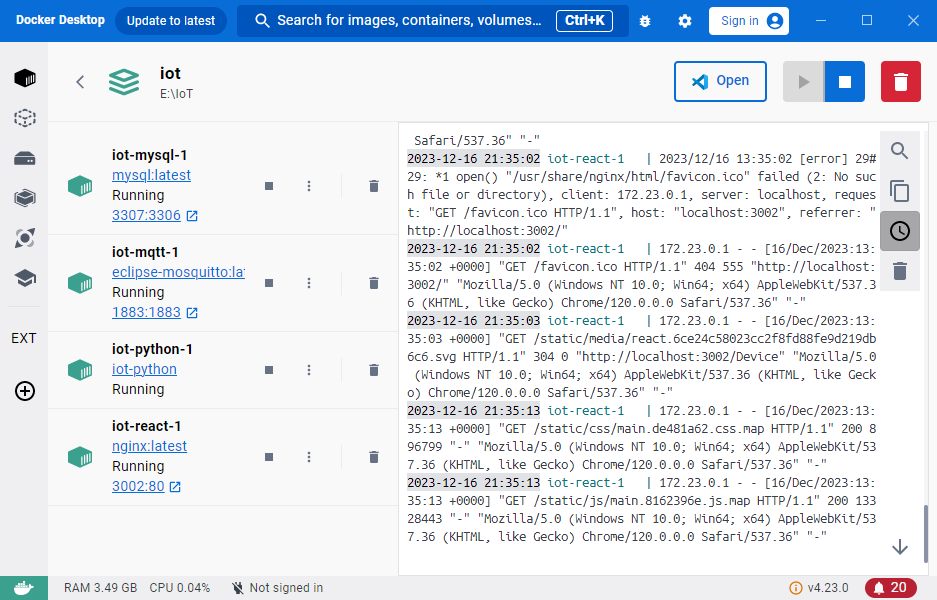 Docker Desktop
Update to latest
Search for images, containers, volumes...
Ctrl+K
Sign in
iot
E:\IoT
Open
EXT
iot-mysql-1
mysql:latest
Running
3307:3306
iot-mqtt-1
eclipse-mosquitto:la
Running
1883:1883
iot-python-1
iot-python
Running
iot-react-1
nginx:latest
Running
3002:80
Safari/537.36" "-"
2023-12-16 21:35:02 iot-react-1 | 2023/12/16 13:35:02 [error] 29#
29: *1 open() "/usr/share/nginx/html/favicon.ico" failed (2: No suc
h file or directory), client: 172.23.0.1, server: localhost, reques
t: "GET /favicon.ico HTTP/1.1", host: "localhost:3002", referrer: "
http://localhost:3002/"
2023-12-16 21:35:02 iot-react-1 | 172.23.0.1 - - [16/Dec/2023:13:
35:02 +0000] "GET /favicon.ico HTTP/1.1" 404 555 "http://localhost:
3002/" "Mozilla/5.0 (Windows NT 10.0; Win64; x64) AppleWebKit/537.3
6 (KHTML, like Gecko) Chrome/120.0.0.0 Safari/537.36" "-"
2023-12-16 21:35:03 iot-react-1 | 172.23.0.1 - - [16/Dec/2023:13:
35:03 +0000] "GET /static/media/react.6ce24c58023cc2f8fd88fe9d219db
6c6.svg HTTP/1.1" 304 0 "http://localhost:3002/Device" "Mozilla/5.0
(Windows NT 10.0; Win64; x64) AppleWebKit/537.36 (KHTML, like Geck
o) Chrome/120.0.0.0 Safari/537.36" "-"
2023-12-16 21:35:13 iot-react-1 | 172.23.0.1 - - [16/Dec/2023:13:
35:13 +0000] "GET /static/css/main.de481a62.css.map HTTP/1.1" 200 8
96799 "-" "Mozilla/5.0 (Windows NT 10.0; Win64; x64) AppleWebKit/53
7.36 (KHTML, like Gecko) Chrome/120.0.0.0 Safari/537.36" "-"
2023-12-16 21:35:13 iot-react-1 | 172.23.0.1 - - [16/Dec/2023:13:
35:13 +0000] "GET /static/js/main.8162396e.js.map HTTP/1.1" 200 133
28443 "-" "Mozilla/5.0 (Windows NT 10.0; Win64; x64) AppleWebKit/53
7.36 (KHTML, like Gecko) Chrome/120.0.0.0 Safari/537.36" "-"
RAM 3.49 GB CPU 0.04% Not signed in
v4.23.0
20